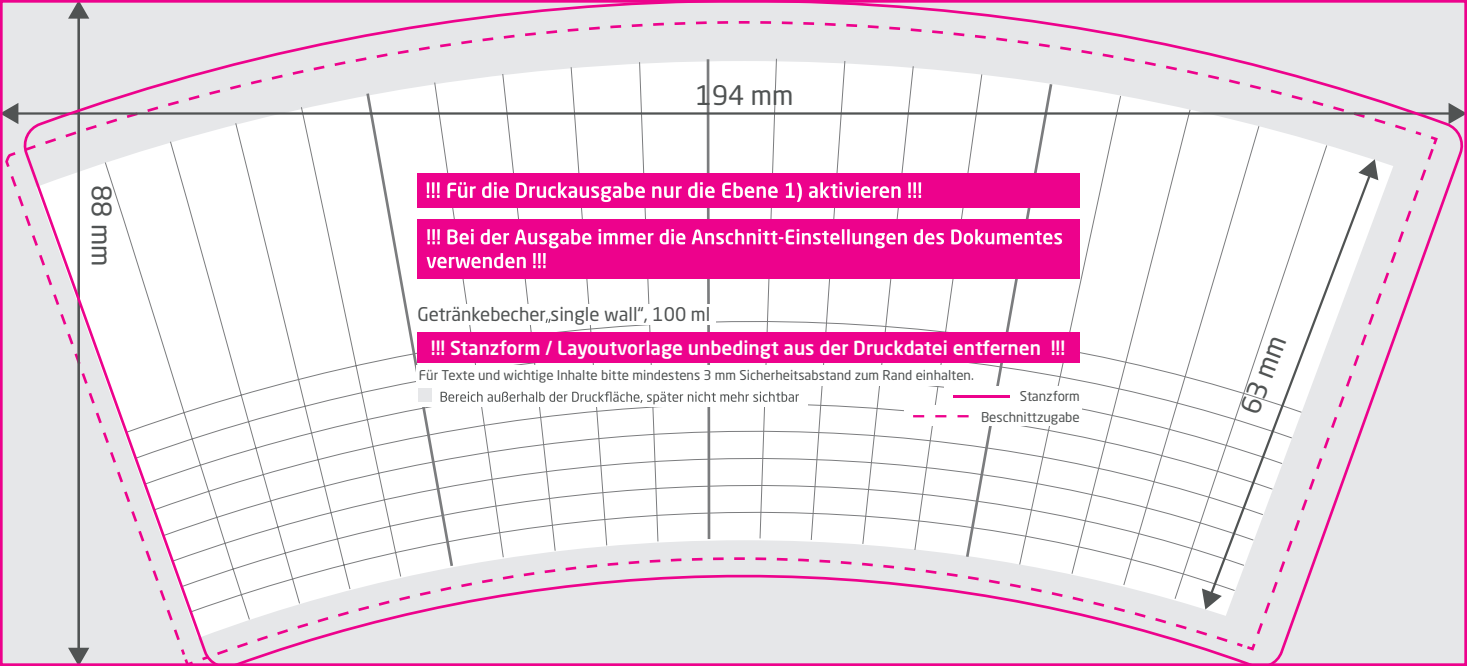 194 mm
88 mm
!!! Für die Druckausgabe nur die Ebene 1) aktivieren !!!
!!! Bei der Ausgabe immer die Anschnitt-Einstellungen des Dokumentes
verwenden !!!
Getränkebecher„single wall“, 100 ml
!!! Stanzform / Layoutvorlage unbedingt aus der Druckdatei entfernen !!!
63 mm
Für Texte und wichtige Inhalte bitte mindestens 3 mm Sicherheitsabstand zum Rand einhalten.
Bereich außerhalb der Druckfläche, später nicht mehr sichtbar
Stanzform
Beschnittzugabe